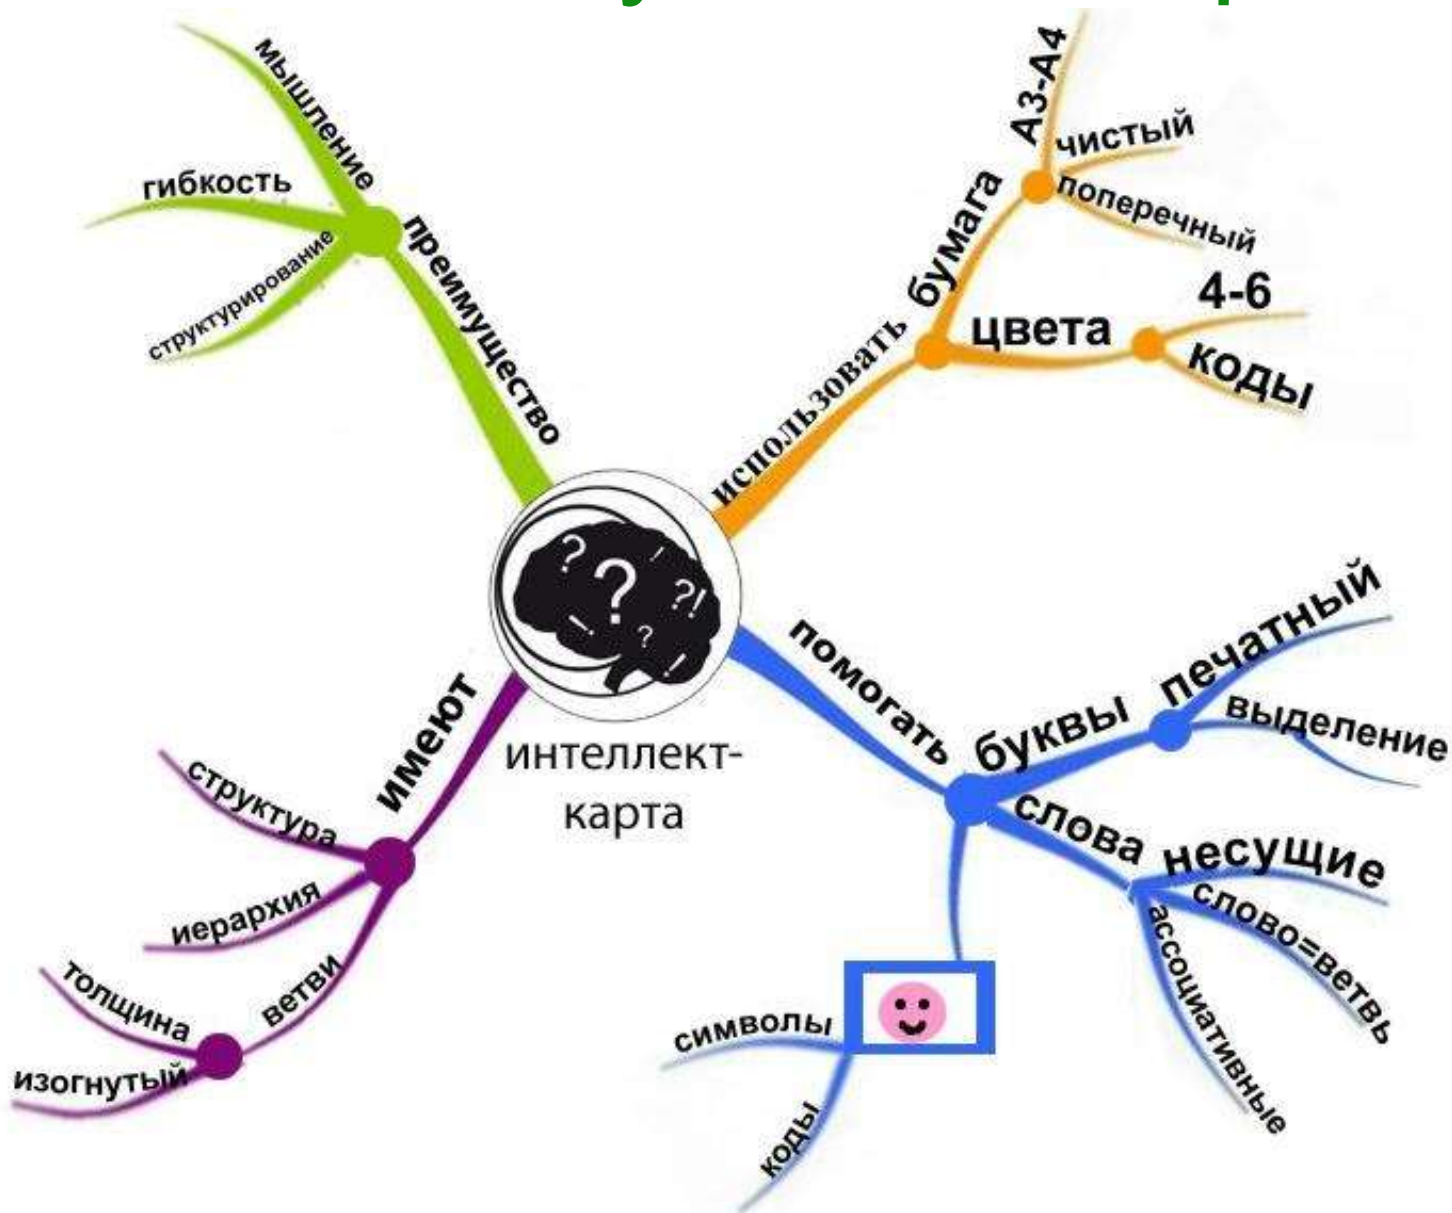 мышление
гибкость
структурирование
преимущество
использовать
бумага
А3-А4
чистый
поперечный
цвета
4-6
коды
? ? ! ?! ! ? !
интеллект-
карта
помогать
буквы
печатный
выделение
слова
несущие
слово=ветвь
ассоциативные
символы
коды
имеют
структура
иерархия
ветви
толщина
изогнутый